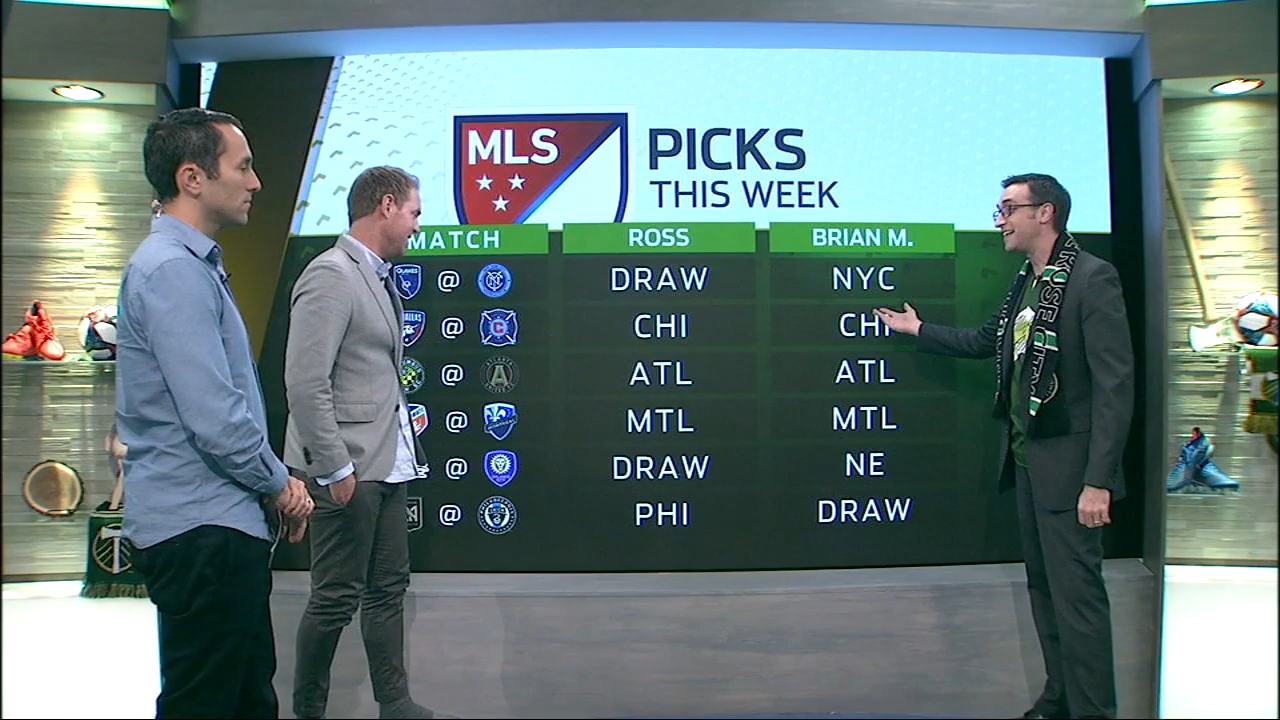 MLS
PICKS
THIS WEEK
MATCH ROSS BRIAN M.
@ DRAW NYC
@ CHI CHI
@ ATL ATL
@ MTL MTL
@ DRAW NE
@ PHI DRAW